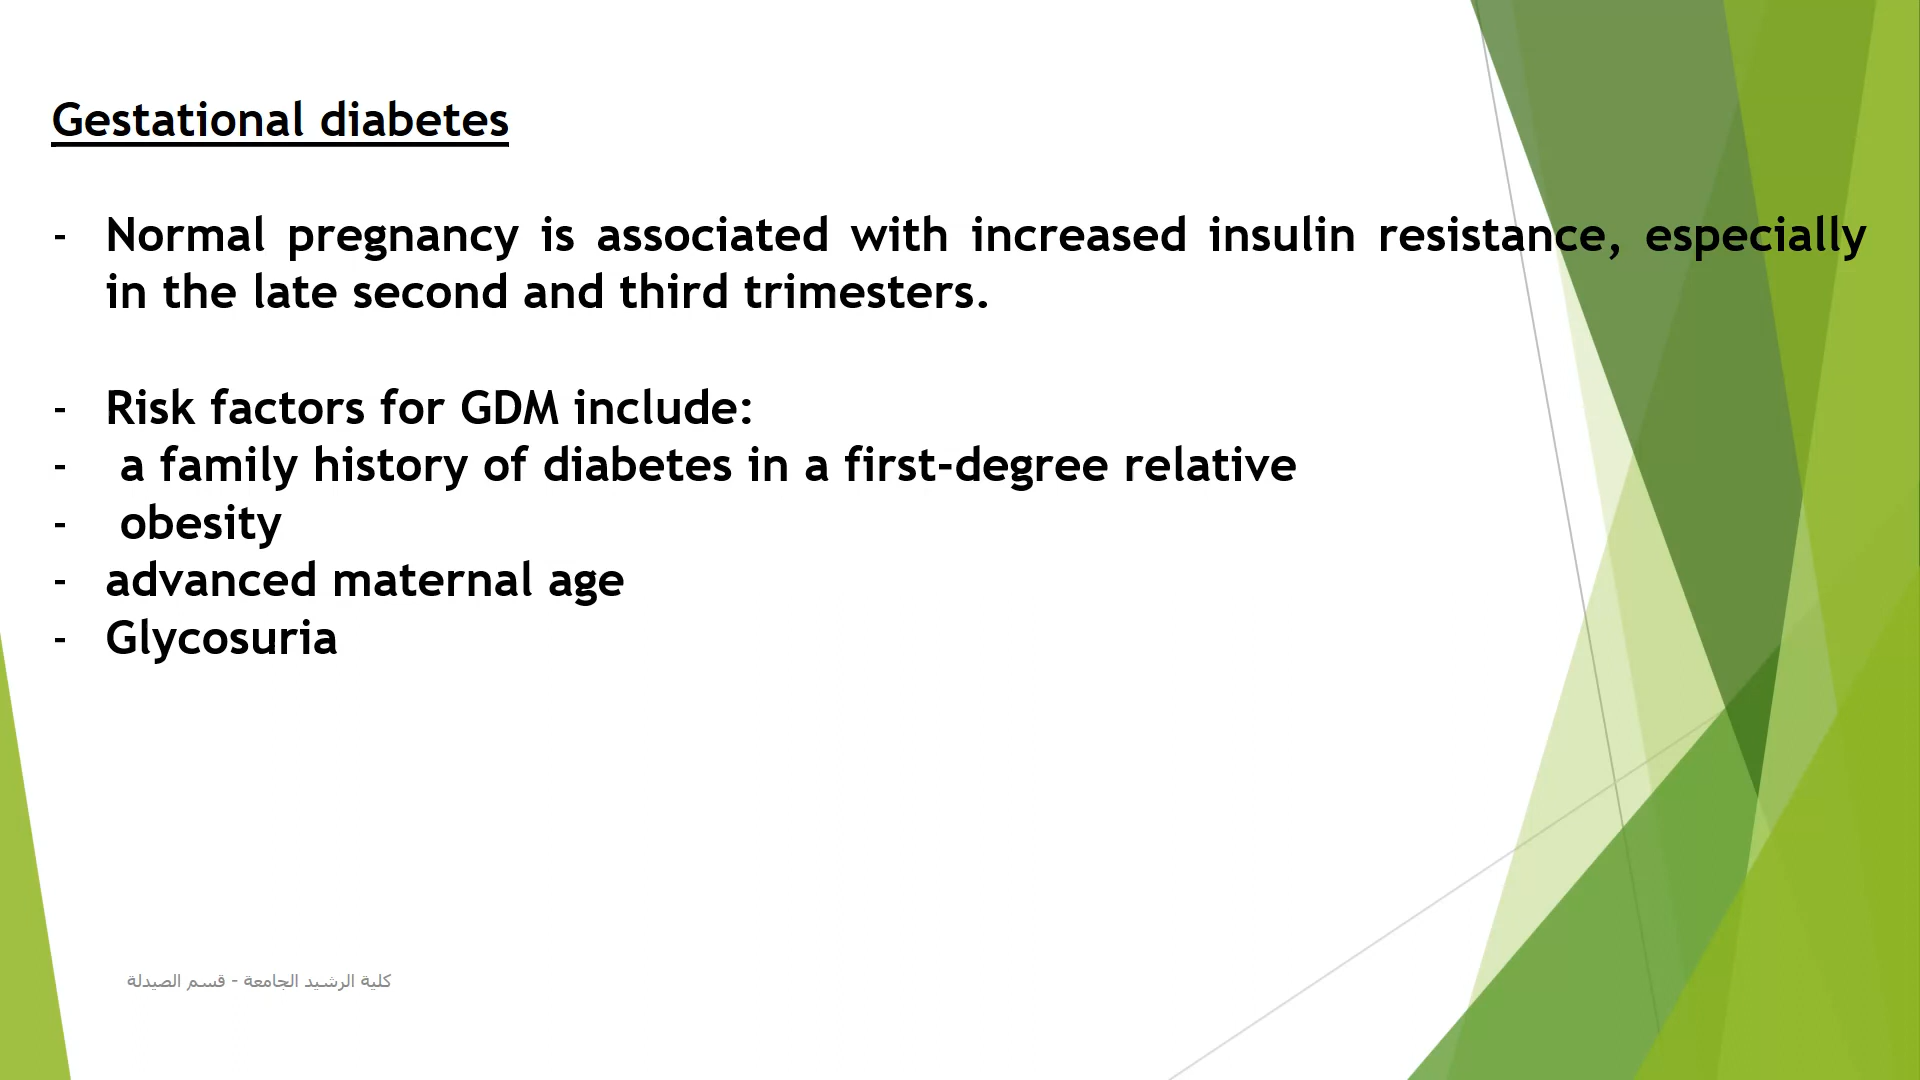 Gestational diabetes
- Normal pregnancy is associated with increased insulin resistance, especially
in the late second and third trimesters.
- Risk factors for GDM include:
- a family history of diabetes in a first-degree relative
- obesity
- advanced maternal age
- Glycosuria
كلية الرشيد الجامعة - قسم الصيدلة